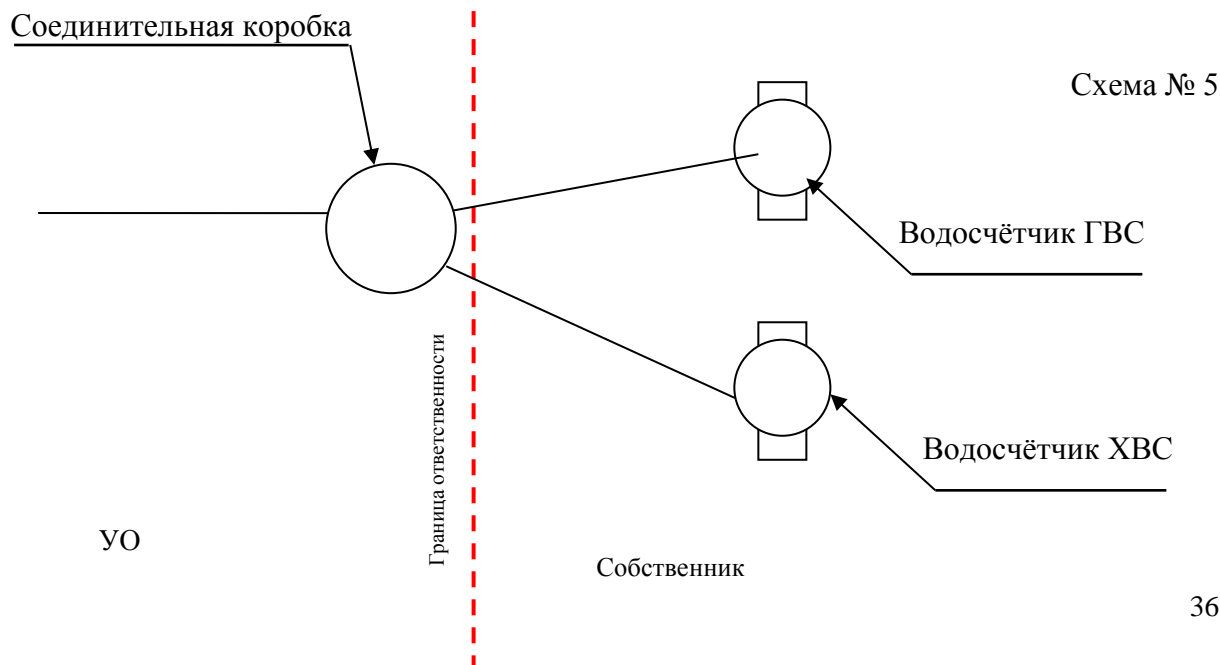 Соединительная коробка
Схема № 5
Водосчётчик ГВС
Граница ответственности
Водосчётчик ХВС
УО
Собственник
36